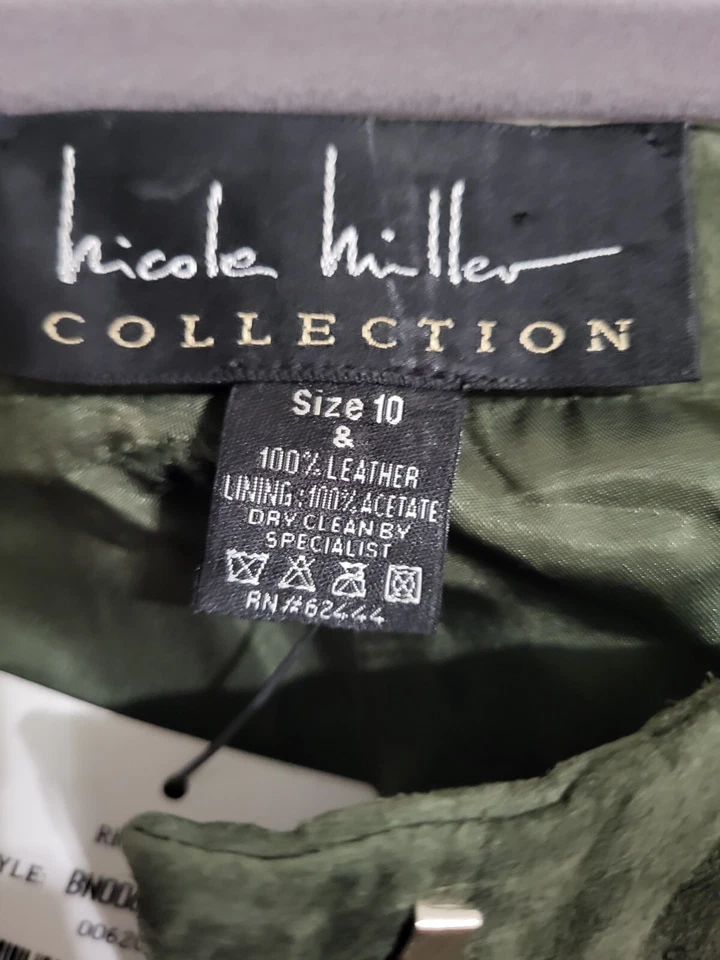 nicole miller
COLLECTION
Size 10
&
100% LEATHER
LINING:100% ACETATE
DRY CLEAN BY
SPECIALIST
RN#62444